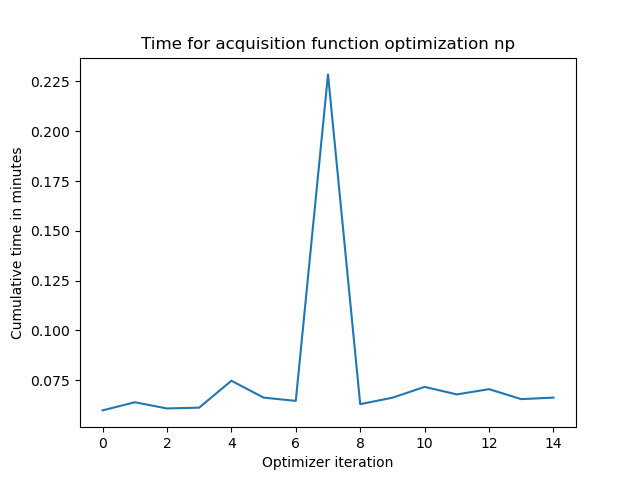 Time for acquisition function optimization np
Cumulative time in minutes
0.225
0.200
0.175
0.150
0.125
0.100
0.075
0 2 4 6 8 10 12 14
Optimizer iteration